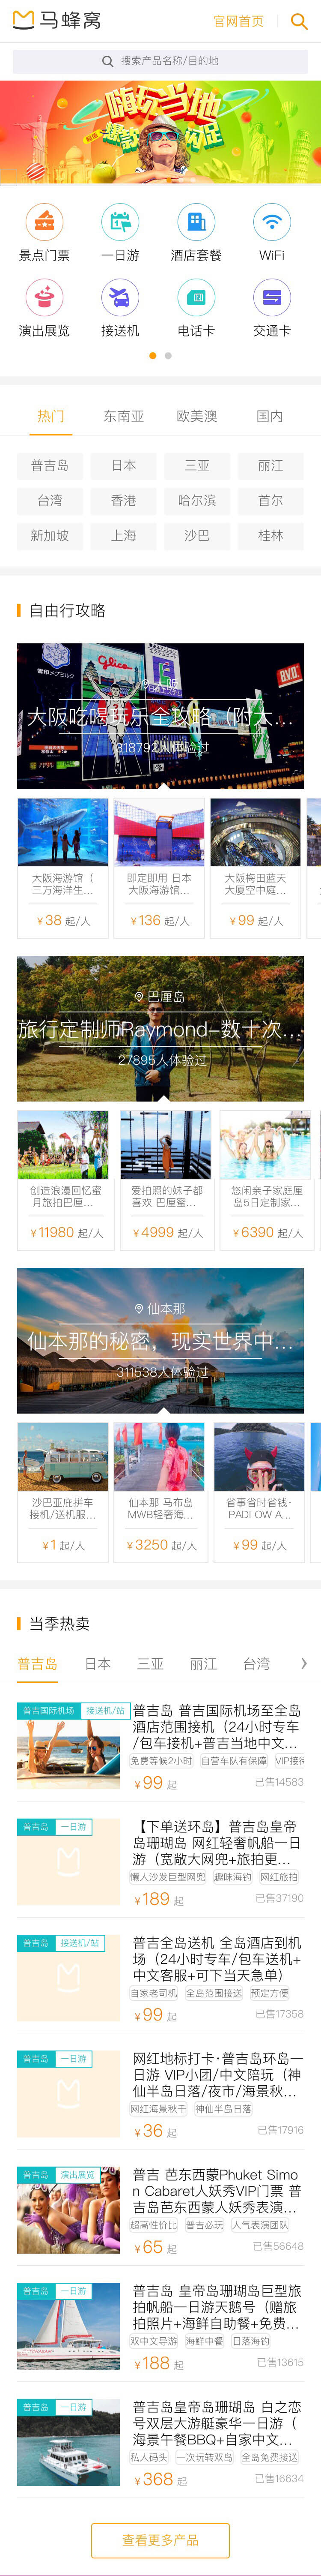 马蜂窝
官网首页
搜索产品名称/目的地
嗨玩当地
景点门票
一日游
酒店套餐
WiFi
演出展览
接送机
电话卡
交通卡
热门
东南亚
欧美澳
国内
普吉岛
日本
三亚
丽江
台湾
香港
哈尔滨
首尔
新加坡
上海
沙巴
桂林
自由行攻略
glico
BVD
大阪吃喝玩乐全攻略（附大...
318792人体验过
大阪海游馆（
三万海洋生...
¥38 起/人
即定即用 日本
大阪海游馆...
¥136 起/人
大阪梅田蓝天
大厦空中庭...
¥99 起/人
巴厘岛
旅行定制师Raymond-数十次...
27895人体验过
创造浪漫回忆蜜
月旅拍巴厘...
¥11980 起/人
爱拍照的妹子都
喜欢 巴厘蜜...
¥4999 起/人
悠闲亲子家庭厘
岛5日定制家...
¥6390 起/人
仙本那
仙本那的秘密，现实世界中...
311538人体验过
沙巴亚庇拼车
接机/送机服...
¥1 起/人
仙本那 马布岛
MWB轻奢海...
¥3250 起/人
省事省时省钱·
PADI OW A...
¥99 起/人
当季热卖
普吉岛
日本
三亚
丽江
台湾
普吉国际机场 接送机/站
普吉岛 普吉国际机场至全岛
酒店范围接机（24小时专车
/包车接机+普吉当地中文...
免费等候2小时 自营车队有保障 VIP接待
¥99 起
已售14583
普吉岛 一日游
【下单送环岛】普吉岛皇帝
岛珊瑚岛 网红轻奢帆船一日
游（宽敞大网兜+旅拍更...
懒人沙发巨型网兜 趣味海钓 网红旅拍
¥189 起
已售37190
普吉岛 接送机/站
普吉全岛送机 全岛酒店到机
场（24小时专车/包车送机+
中文客服+可下当天急单）
自家老司机 全岛范围接送 预定方便
¥99 起
已售17358
普吉岛 一日游
网红地标打卡·普吉岛环岛一
日游 VIP小团/中文陪玩（神
仙半岛日落/夜市/海景秋...
网红海景秋千 神仙半岛日落
¥36 起
已售17916
普吉岛 演出展览
普吉 芭东西蒙Phuket Simo
n Cabaret人妖秀VIP门票 普
吉岛芭东西蒙人妖秀表演...
超高性价比 普吉必玩 人气表演团队
¥65 起
已售56648
普吉岛 一日游
普吉岛 皇帝岛珊瑚岛巨型旅
拍帆船一日游天鹅号（赠旅
拍照片+海鲜自助餐+免费...
双中文导游 海鲜中餐 日落海钓
¥188 起
已售13615
普吉岛 一日游
普吉岛皇帝岛珊瑚岛 白之恋
号双层大游艇豪华一日游（
海景午餐BBQ+自家中文...
私人码头 一次玩转双岛 全岛免费接送
¥368 起
已售16634
查看更多产品